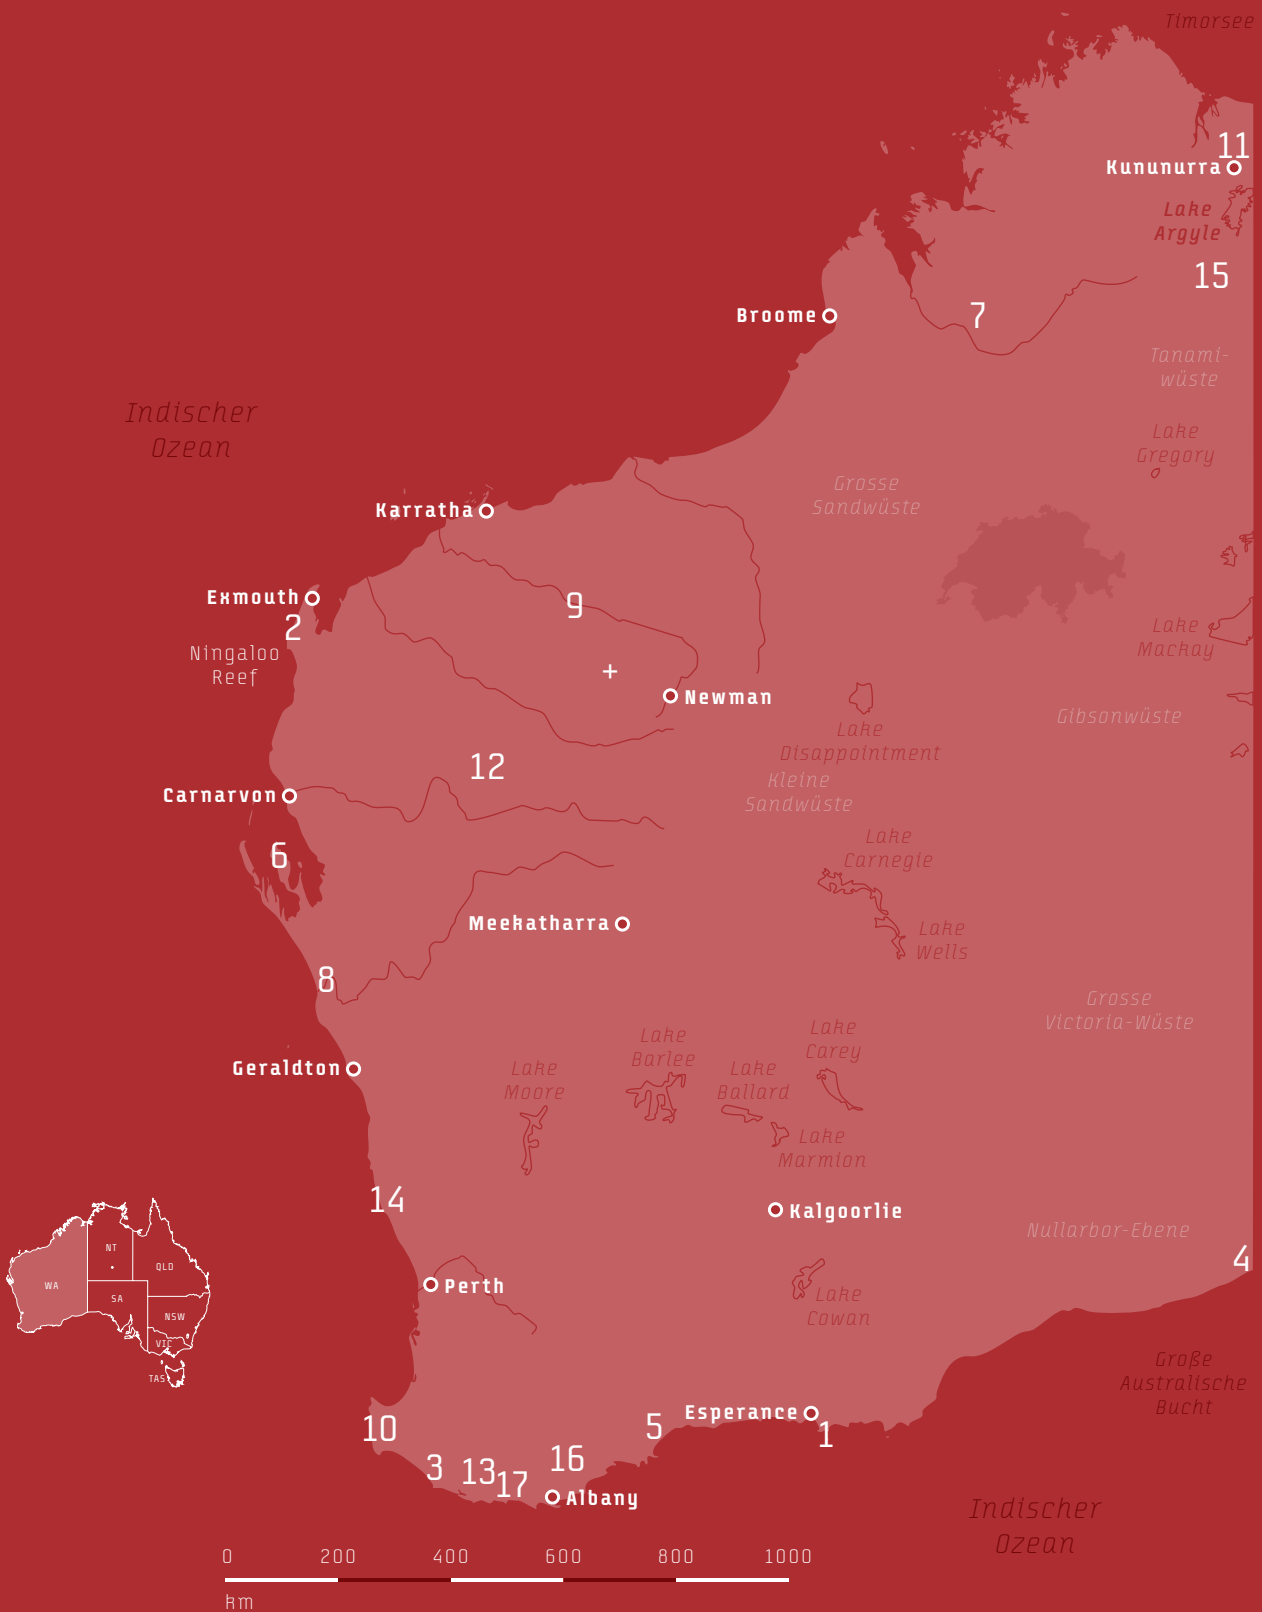 Timorsee
11
Kununurra
Lake
Argyle
15
7
Broome
Tanami-
wüste
Indischer
Ozean
Lake
Gregory
Grosse
Sandwüste
Karratha
Exmouth
9
2
Ningaloo
Reef
Lake
Mackay
Newman
Gibsonwüste
Lake
Disappointment
12
Kleine
Sandwüste
Carnarvon
6
Lake
Carnegie
Meekatharra
Lake
Wells
8
Grosse
Victoria-Wüste
Lake
Carey
Lake
Barlee
Geraldton
Lake
Moore
Lake
Ballard
Lake
Marmion
14
Kalgoorlie
Nullarbor-Ebene
4
NT
QLD
WA
SA
NSW
VIC
TAS
Perth
Lake
Cowan
Große
Australische
Bucht
Esperance
1
10
5
3
13
17
16
Albany
Indischer
Ozean
0 200 400 600 800 1000
km